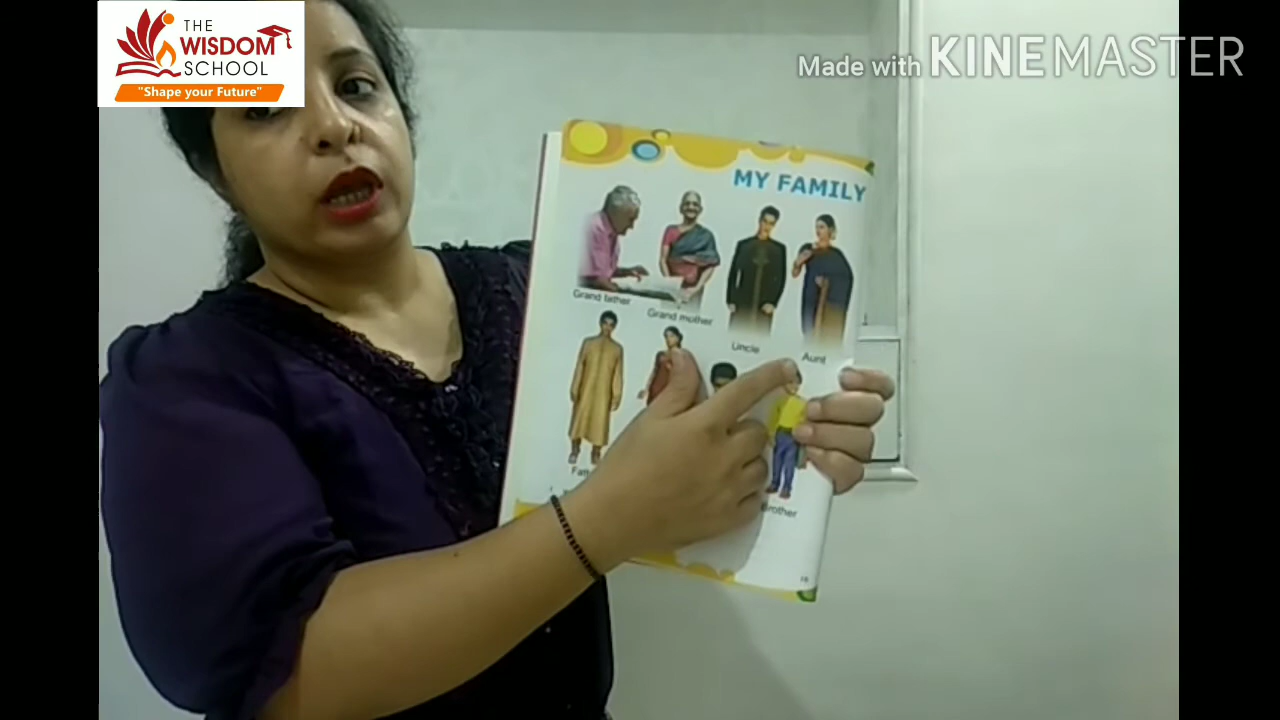 THE
WISDOM
SCHOOL
"Shape your Future"
Made with KINEMASTER
MY FAMILY
Grand father
Grand mother
Uncle
Aunt
Brother